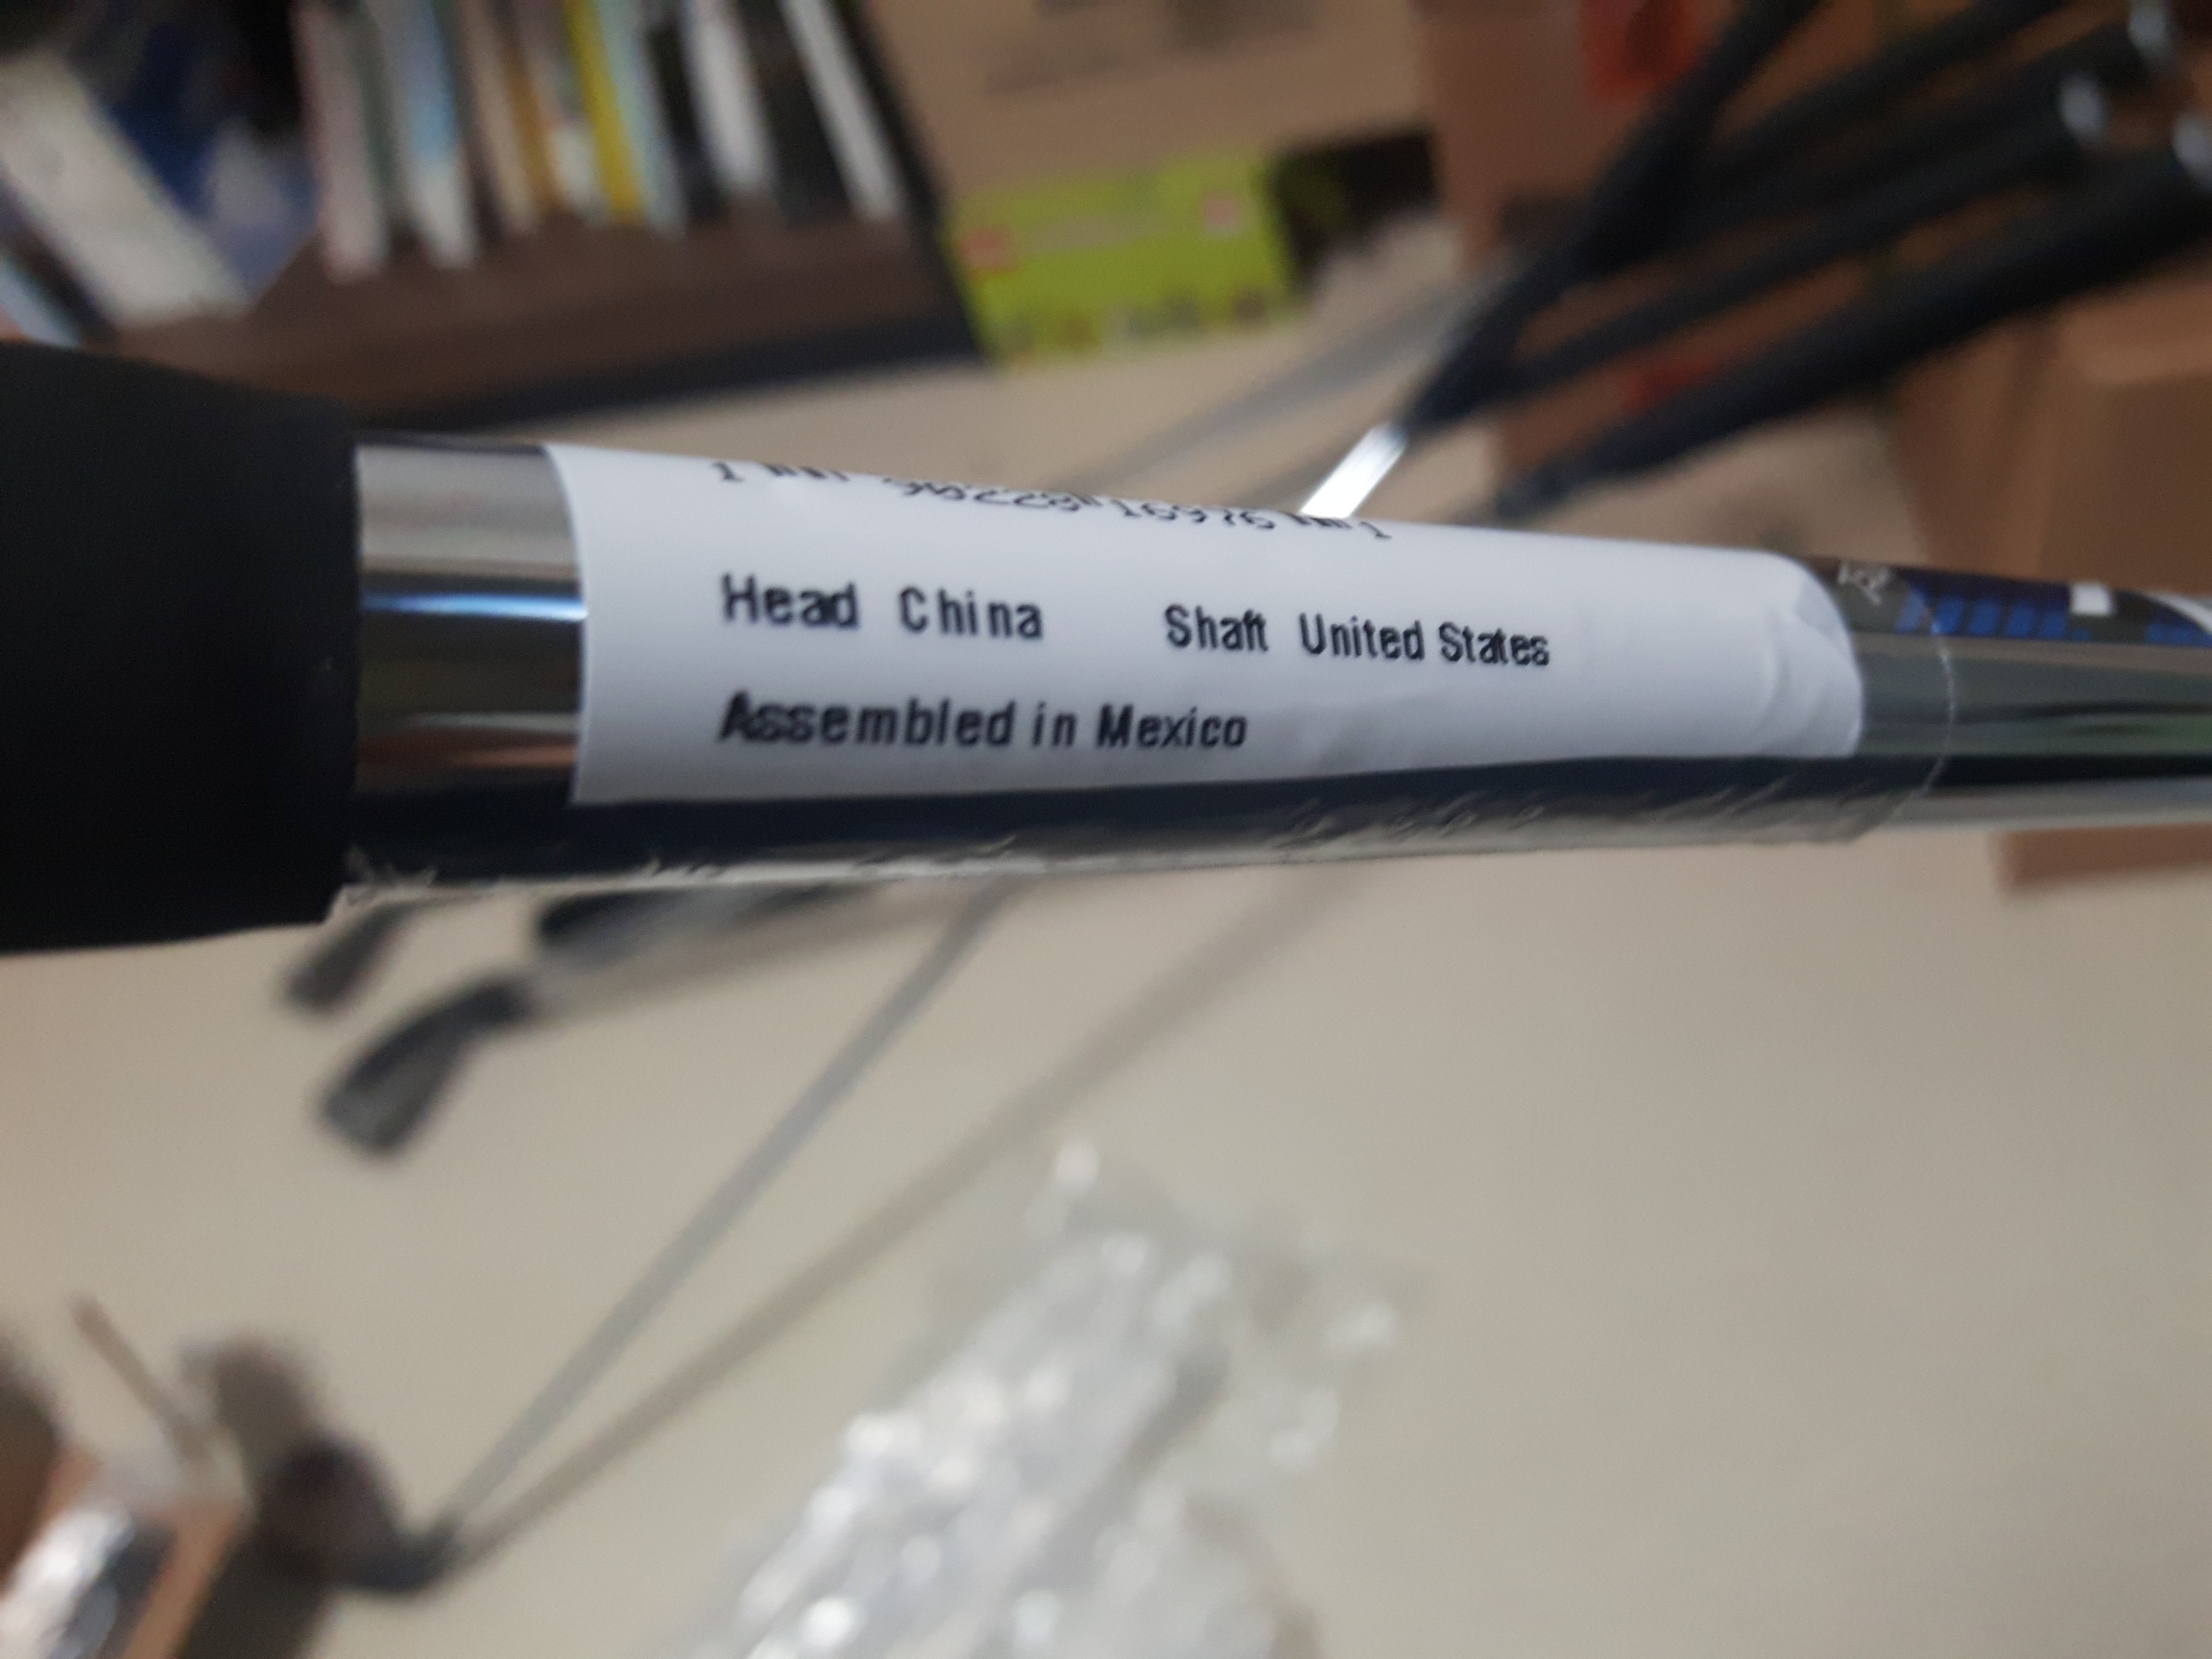 Head China Shaft United States
Assembled in Mexico